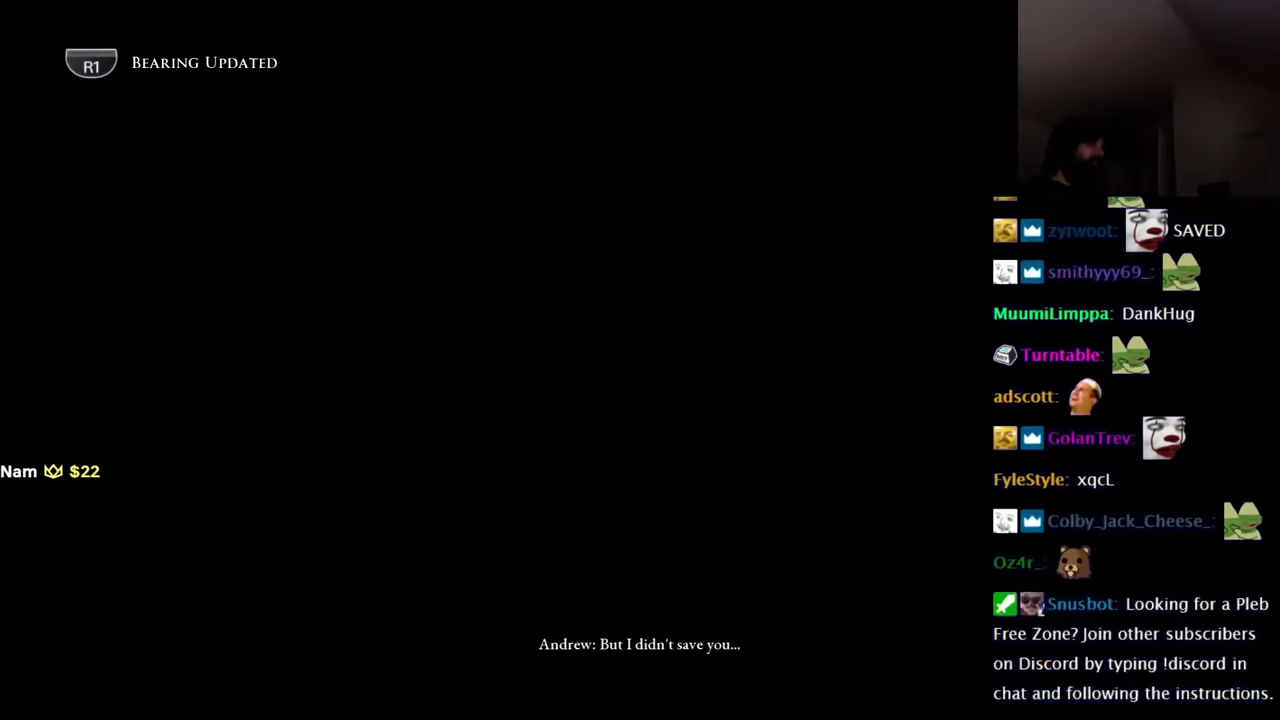 R1 BEARING UPDATED
zyrwoot: SAVED
smithyyy69_:
MuumiLimppa: DankHug
Turntable:
adscott:
GolanTrev:
Nam $22
FyleStyle: xqcL
Colby_Jack_Cheese_:
Oz4r_:
Snusbot: Looking for a Pleb
Free Zone? Join other subscribers
on Discord by typing !discord in
chat and following the instructions.
Andrew: But I didn't save you...